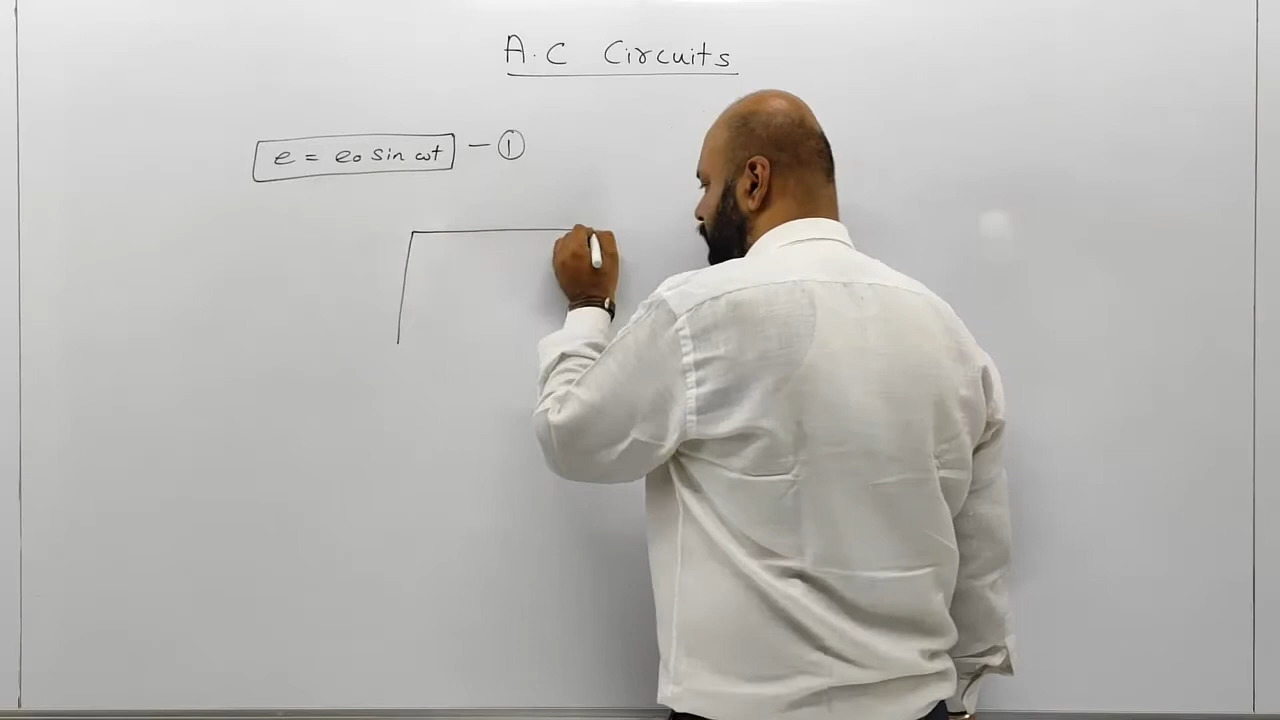 A.C Circuits
e = e₀ sin ωt — ①